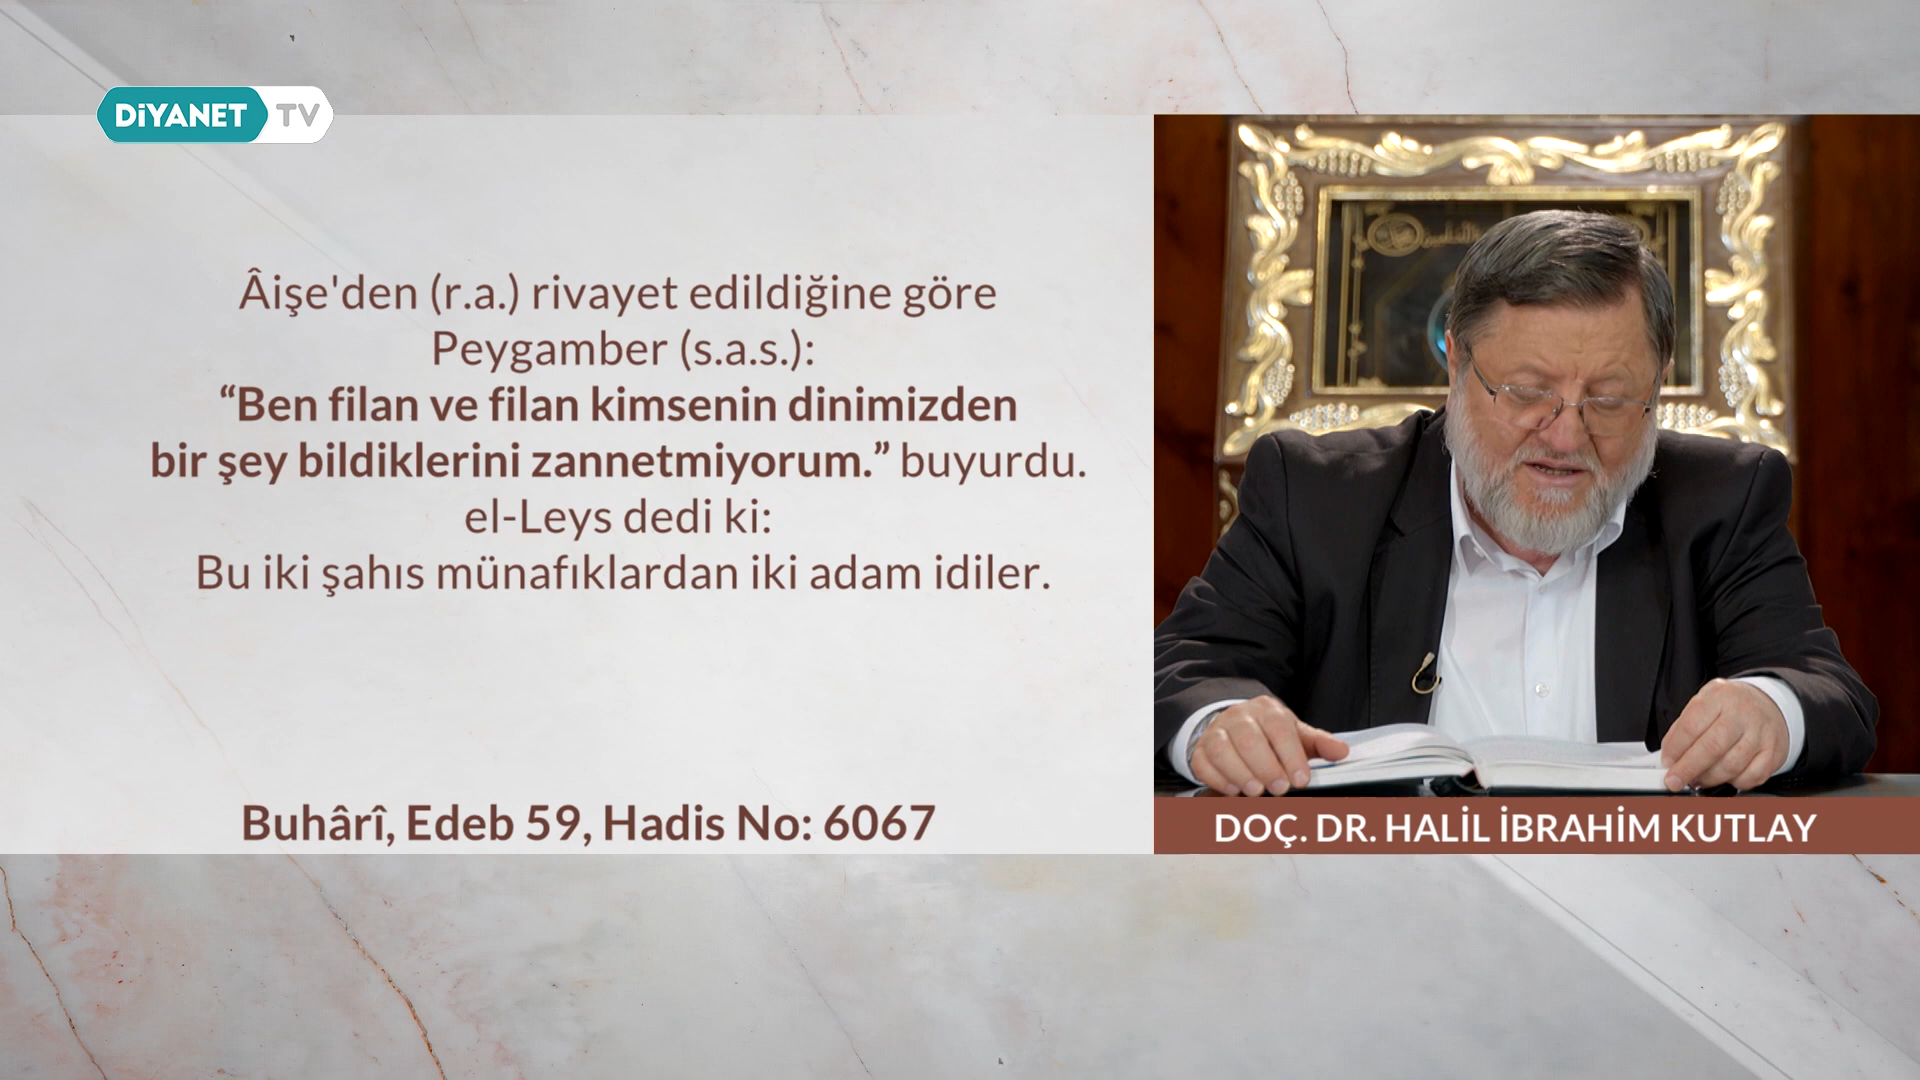 DiYANET TV
Âişe'den (r.a.) rivayet edildiğine göre
Peygamber (s.a.s.):
“Ben filan ve filan kimsenin dinimizden
bir şey bildiklerini zannetmiyorum.” buyurdu.
el-Leys dedi ki:
Bu iki şahıs münafıklardan iki adam idiler.
Buhârî, Edeb 59, Hadis No: 6067
DOÇ. DR. HALİL İBRAHİM KUTLAY